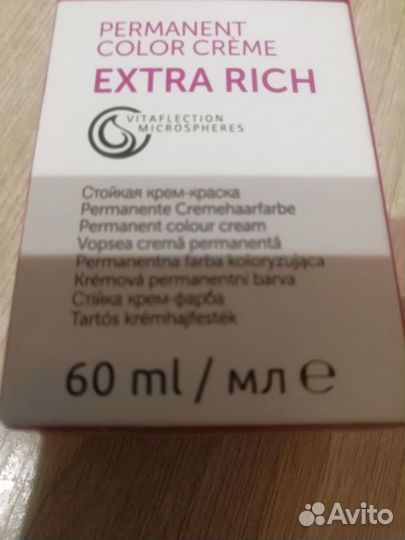 PERMANENT
COLOR CRÈME
EXTRA RICH
VITAFLECTION
MICROSPHERES
Стойкая крем-краска
Permanente Cremehaarfarbe
Permanent colour cream
Vopsea cremă permanentă
Permanentna farba koloryzująca
Krémová permanentní barva
Стійка крем-фарба
Tartós krémhajfesték
60 ml / мл ℮
Avito